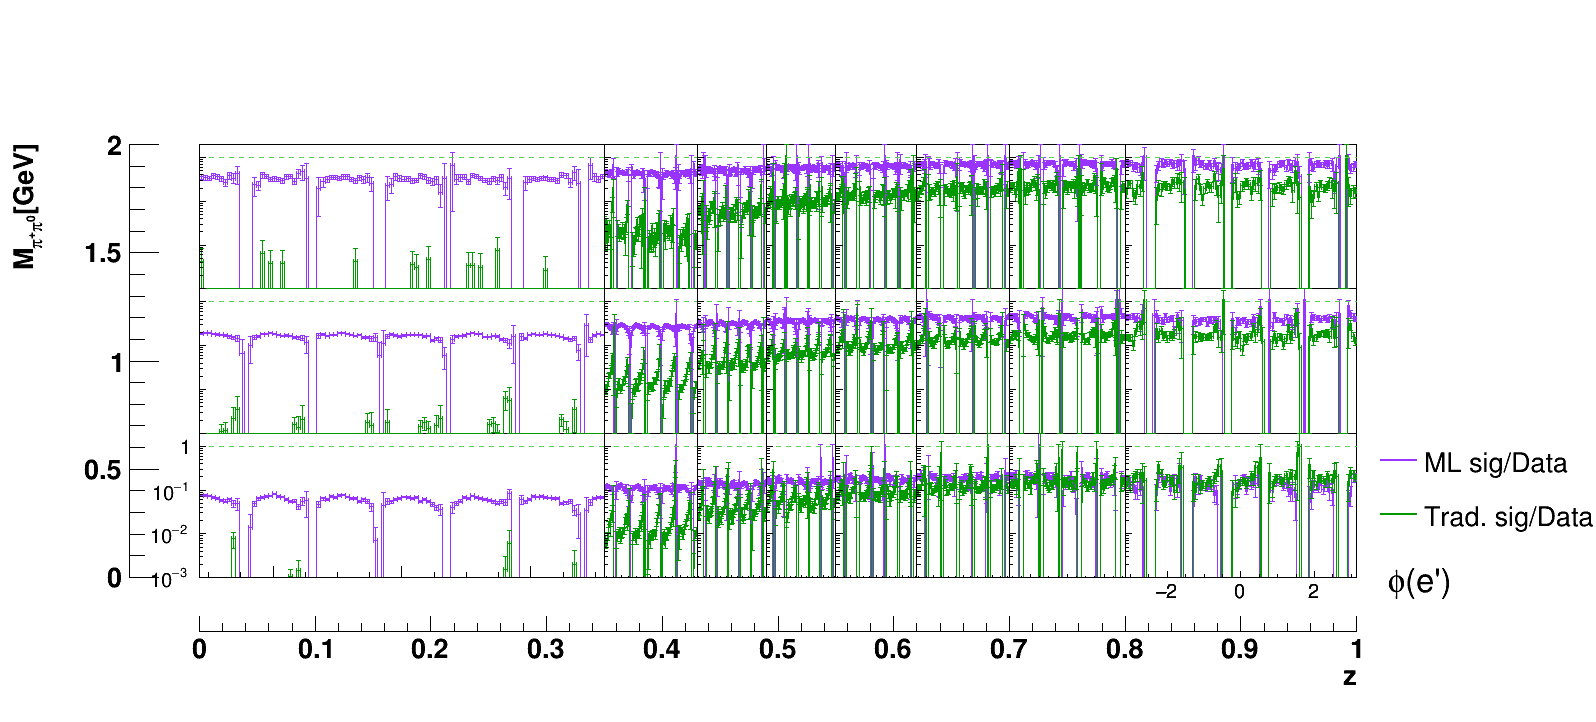 M π⁺π⁰ [GeV]
2
1.5
1
0.5
0
1
10⁻¹
10⁻²
10⁻³
ML sig/Data
Trad. sig/Data
−2 0 2
ϕ(e')
0 0.1 0.2 0.3 0.4 0.5 0.6 0.7 0.8 0.9 1
z